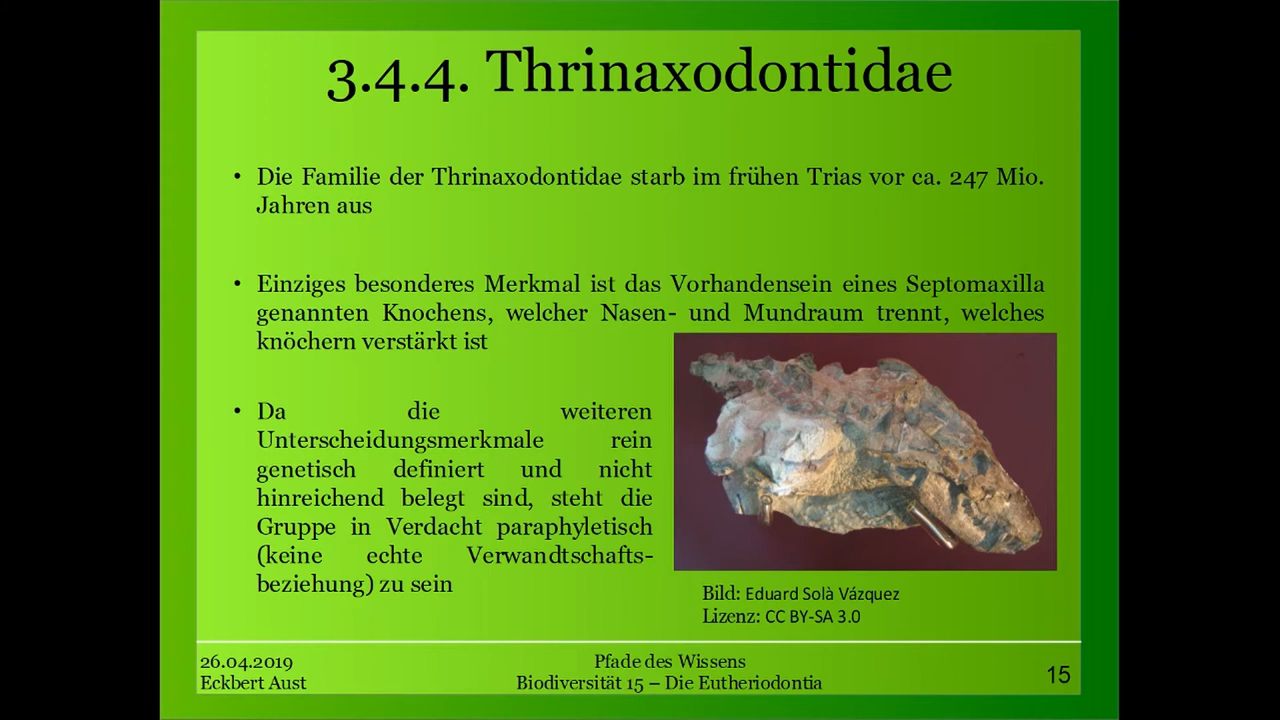 3.4.4. Thrinaxodontidae
• Die Familie der Thrinaxodontidae starb im frühen Trias vor ca. 247 Mio.
Jahren aus
• Einziges besonderes Merkmal ist das Vorhandensein eines Septomaxilla
genannten Knochens, welcher Nasen- und Mundraum trennt, welches
knöchern verstärkt ist
• Da die weiteren
Unterscheidungsmerkmale rein
genetisch definiert und nicht
hinreichend belegt sind, steht die
Gruppe in Verdacht paraphyletisch
(keine echte Verwandtschafts-
beziehung) zu sein
Bild: Eduard Solà Vázquez
Lizenz: CC BY-SA 3.0
26.04.2019
Eckbert Aust
Pfade des Wissens
Biodiversität 15 – Die Eutheriodontia
15